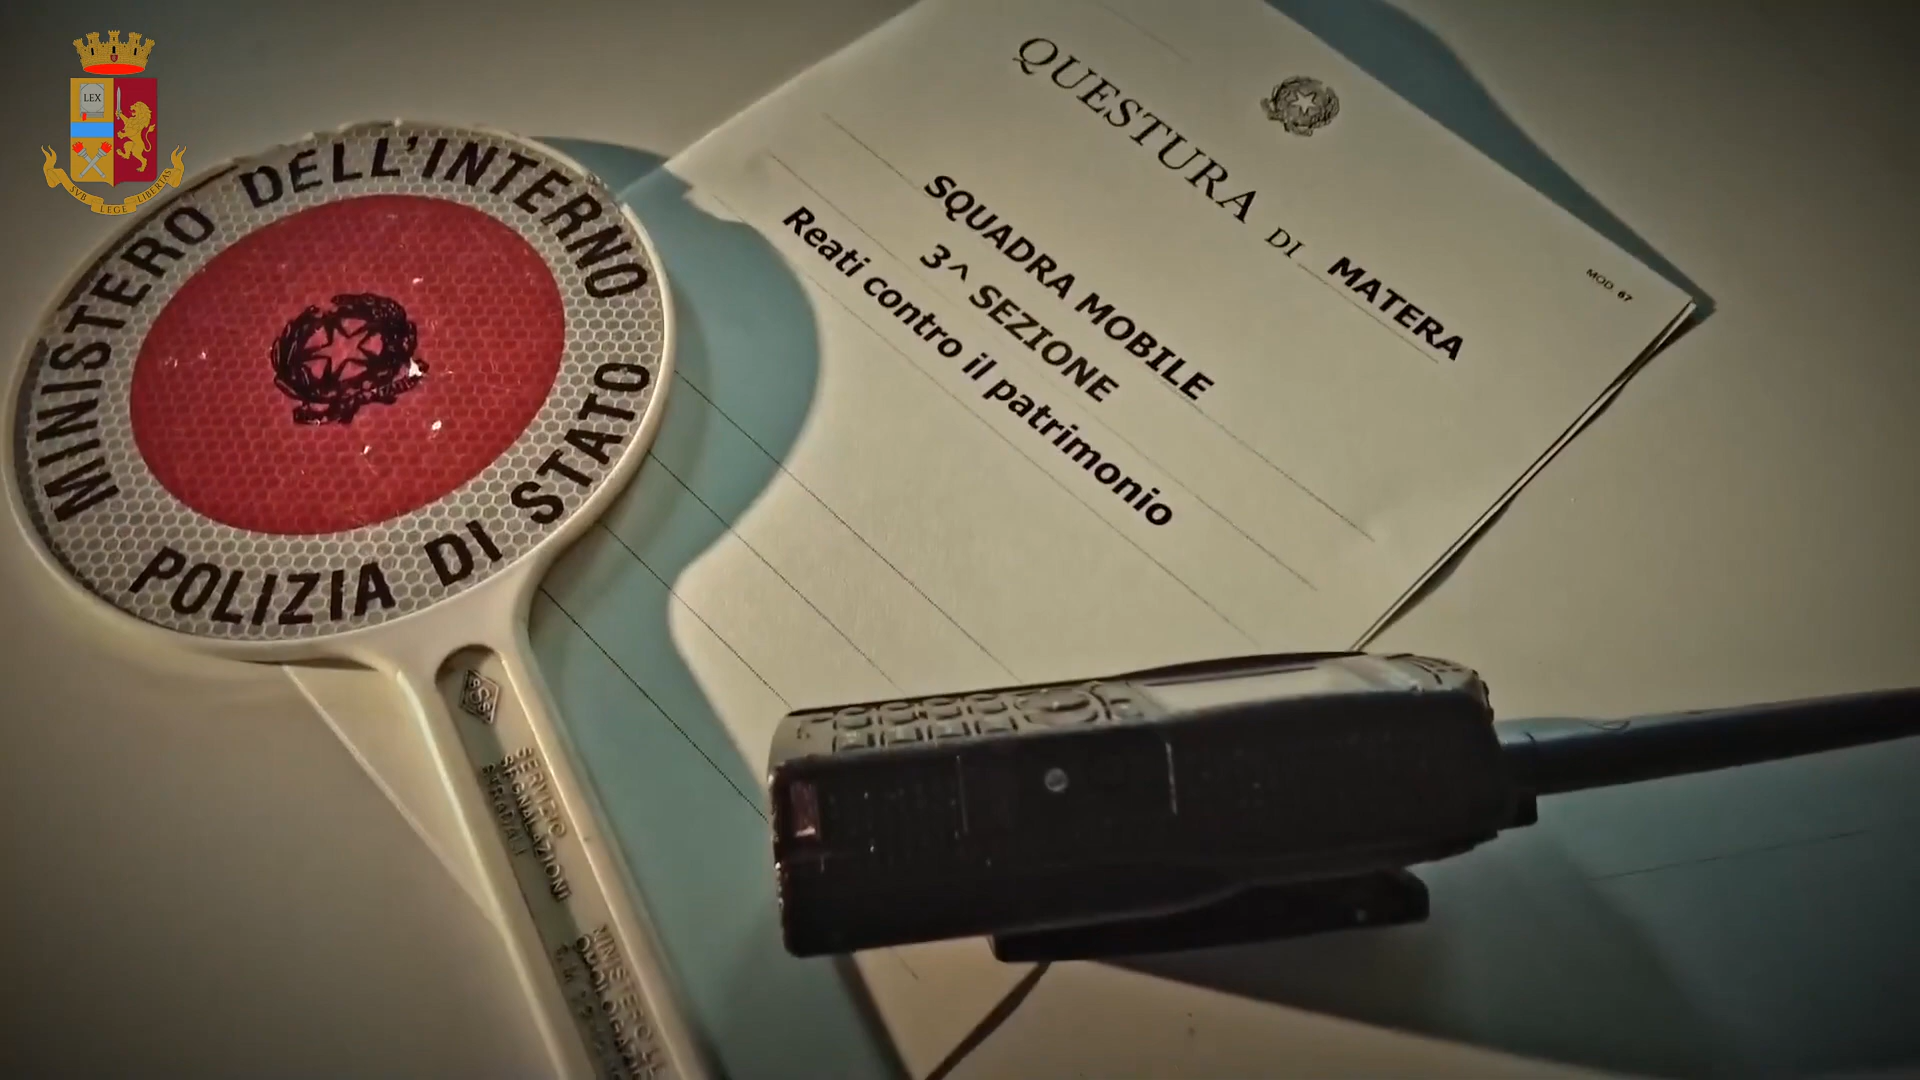 LEX
SVB LEGE LIBERTAS
MINISTERO DELL'INTERNO
POLIZIA DI STATO
QUESTURA DI MATERA
MOD 67
SQUADRA MOBILE
3^ SEZIONE
Reati contro il patrimonio
SERVIZIO
SEGNALAZIONI
STRADALI